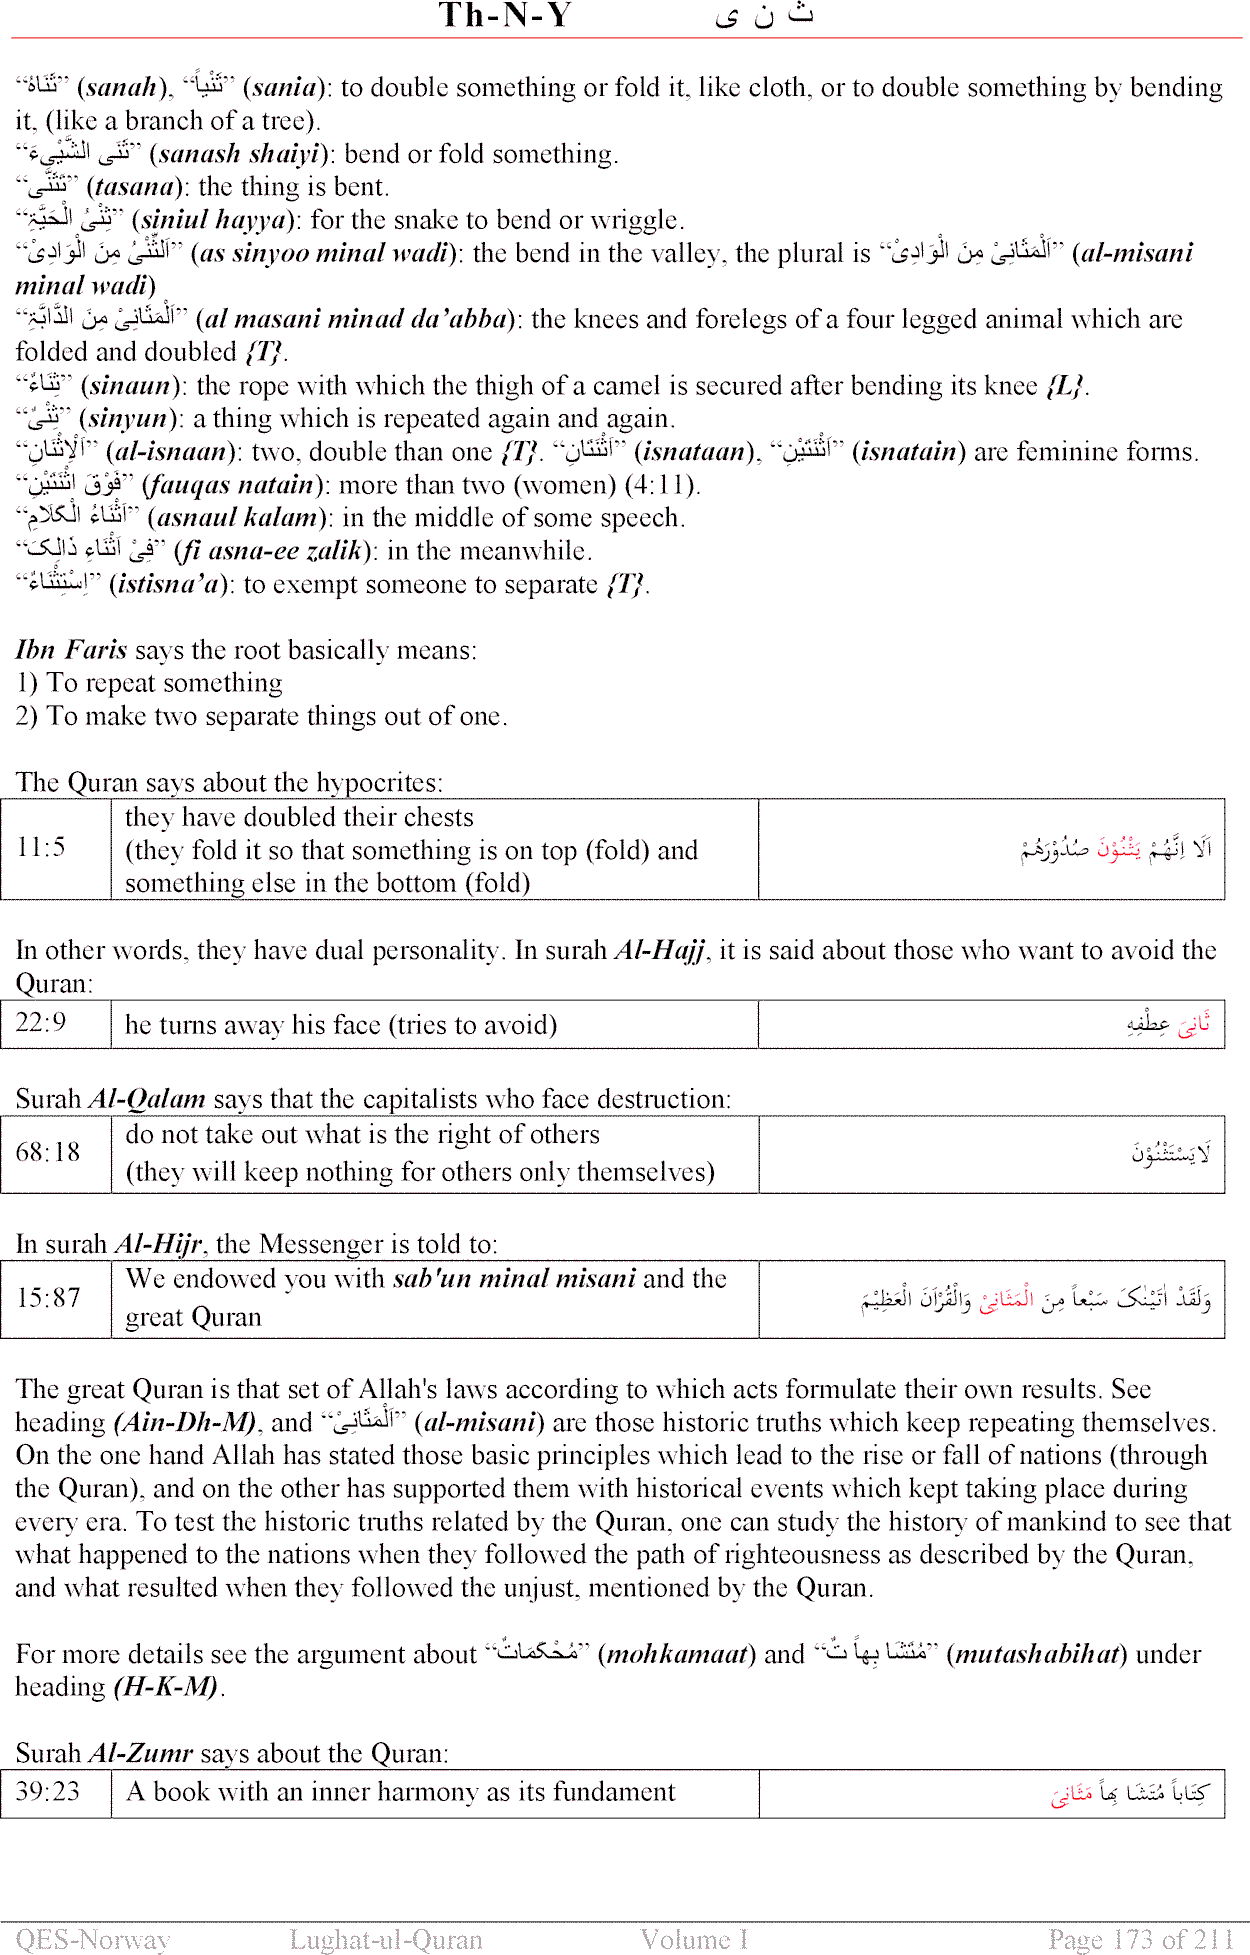 Th-N-Y ث ن ی
“ثَنَاہُ” (sanah), “ثَنْیاً” (sania): to double something or fold it, like cloth, or to double something by bending
it, (like a branch of a tree).
“ثَنَی الشَّیْیءَ” (sanash shaiyi): bend or fold something.
“تَثَنَّی” (tasana): the thing is bent.
“ثِنْیُ الْحَیَّۃِ” (siniul hayya): for the snake to bend or wriggle.
“اَلثِّنْیُ مِنَ الْوَادِیْ” (as sinyoo minal wadi): the bend in the valley, the plural is “اَلْمَثَانِیْ مِنَ الْوَادِیْ” (al-misani
minal wadi)
“اَلْمَثَانِیْ مِنَ الدَّابَّۃِ” (al masani minad da’abba): the knees and forelegs of a four legged animal which are
folded and doubled {T}.
“ثِنَاءٌ” (sinaun): the rope with which the thigh of a camel is secured after bending its knee {L}.
“ثِنْیٌ” (sinyun): a thing which is repeated again and again.
“اَلْاِثْنَانِ” (al-isnaan): two, double than one {T}. “اَثْنَتَانِ” (isnataan), “اَثْنَتَیْنِ” (isnatain) are feminine forms.
“فَوْقَ اثْنَتَیْنِ” (fauqas natain): more than two (women) (4:11).
“اَثْنَاءُ الْکَلَامِ” (asnaul kalam): in the middle of some speech.
“فِیْ اَثْنَاءِ ذَالِکَ” (fi asna-ee zalik): in the meanwhile.
“اِسْتِثْنَاءٌ” (istisna’a): to exempt someone to separate {T}.
Ibn Faris says the root basically means:
1) To repeat something
2) To make two separate things out of one.
The Quran says about the hypocrites:
11:5 they have doubled their chests
(they fold it so that something is on top (fold) and
something else in the bottom (fold) اَلَا اِنَّهُمْ يَثْنُوْنَ صُدُوْرَهُمْ
In other words, they have dual personality. In surah Al-Hajj, it is said about those who want to avoid the
Quran:
22:9 he turns away his face (tries to avoid) ثَانِیَ عِطْفِهِ
Surah Al-Qalam says that the capitalists who face destruction:
68:18 do not take out what is the right of others
(they will keep nothing for others only themselves) لَايَسْتَثْنُوْنَ
In surah Al-Hijr, the Messenger is told to:
15:87 We endowed you with sab'un minal misani and the
great Quran وَلَقَدْ اٰتَيْنٰکَ سَبْعاً مِنَ الْمَثَانِیْ وَالْقُرْآنَ الْعَظِيْمَ
The great Quran is that set of Allah's laws according to which acts formulate their own results. See
heading (Ain-Dh-M), and “اَلْمَثَانِیْ” (al-misani) are those historic truths which keep repeating themselves.
On the one hand Allah has stated those basic principles which lead to the rise or fall of nations (through
the Quran), and on the other has supported them with historical events which kept taking place during
every era. To test the historic truths related by the Quran, one can study the history of mankind to see that
what happened to the nations when they followed the path of righteousness as described by the Quran,
and what resulted when they followed the unjust, mentioned by the Quran.
For more details see the argument about “مُحْکَمَاتٌ” (mohkamaat) and “مُتَشَا بِهاً تٌ” (mutashabihat) under
heading (H-K-M).
Surah Al-Zumr says about the Quran:
39:23 A book with an inner harmony as its fundament کِتَاباً مُتَشَا بِهاً مَثَانِیَ
QES-Norway Lughat-ul-Quran Volume I Page 173 of 211